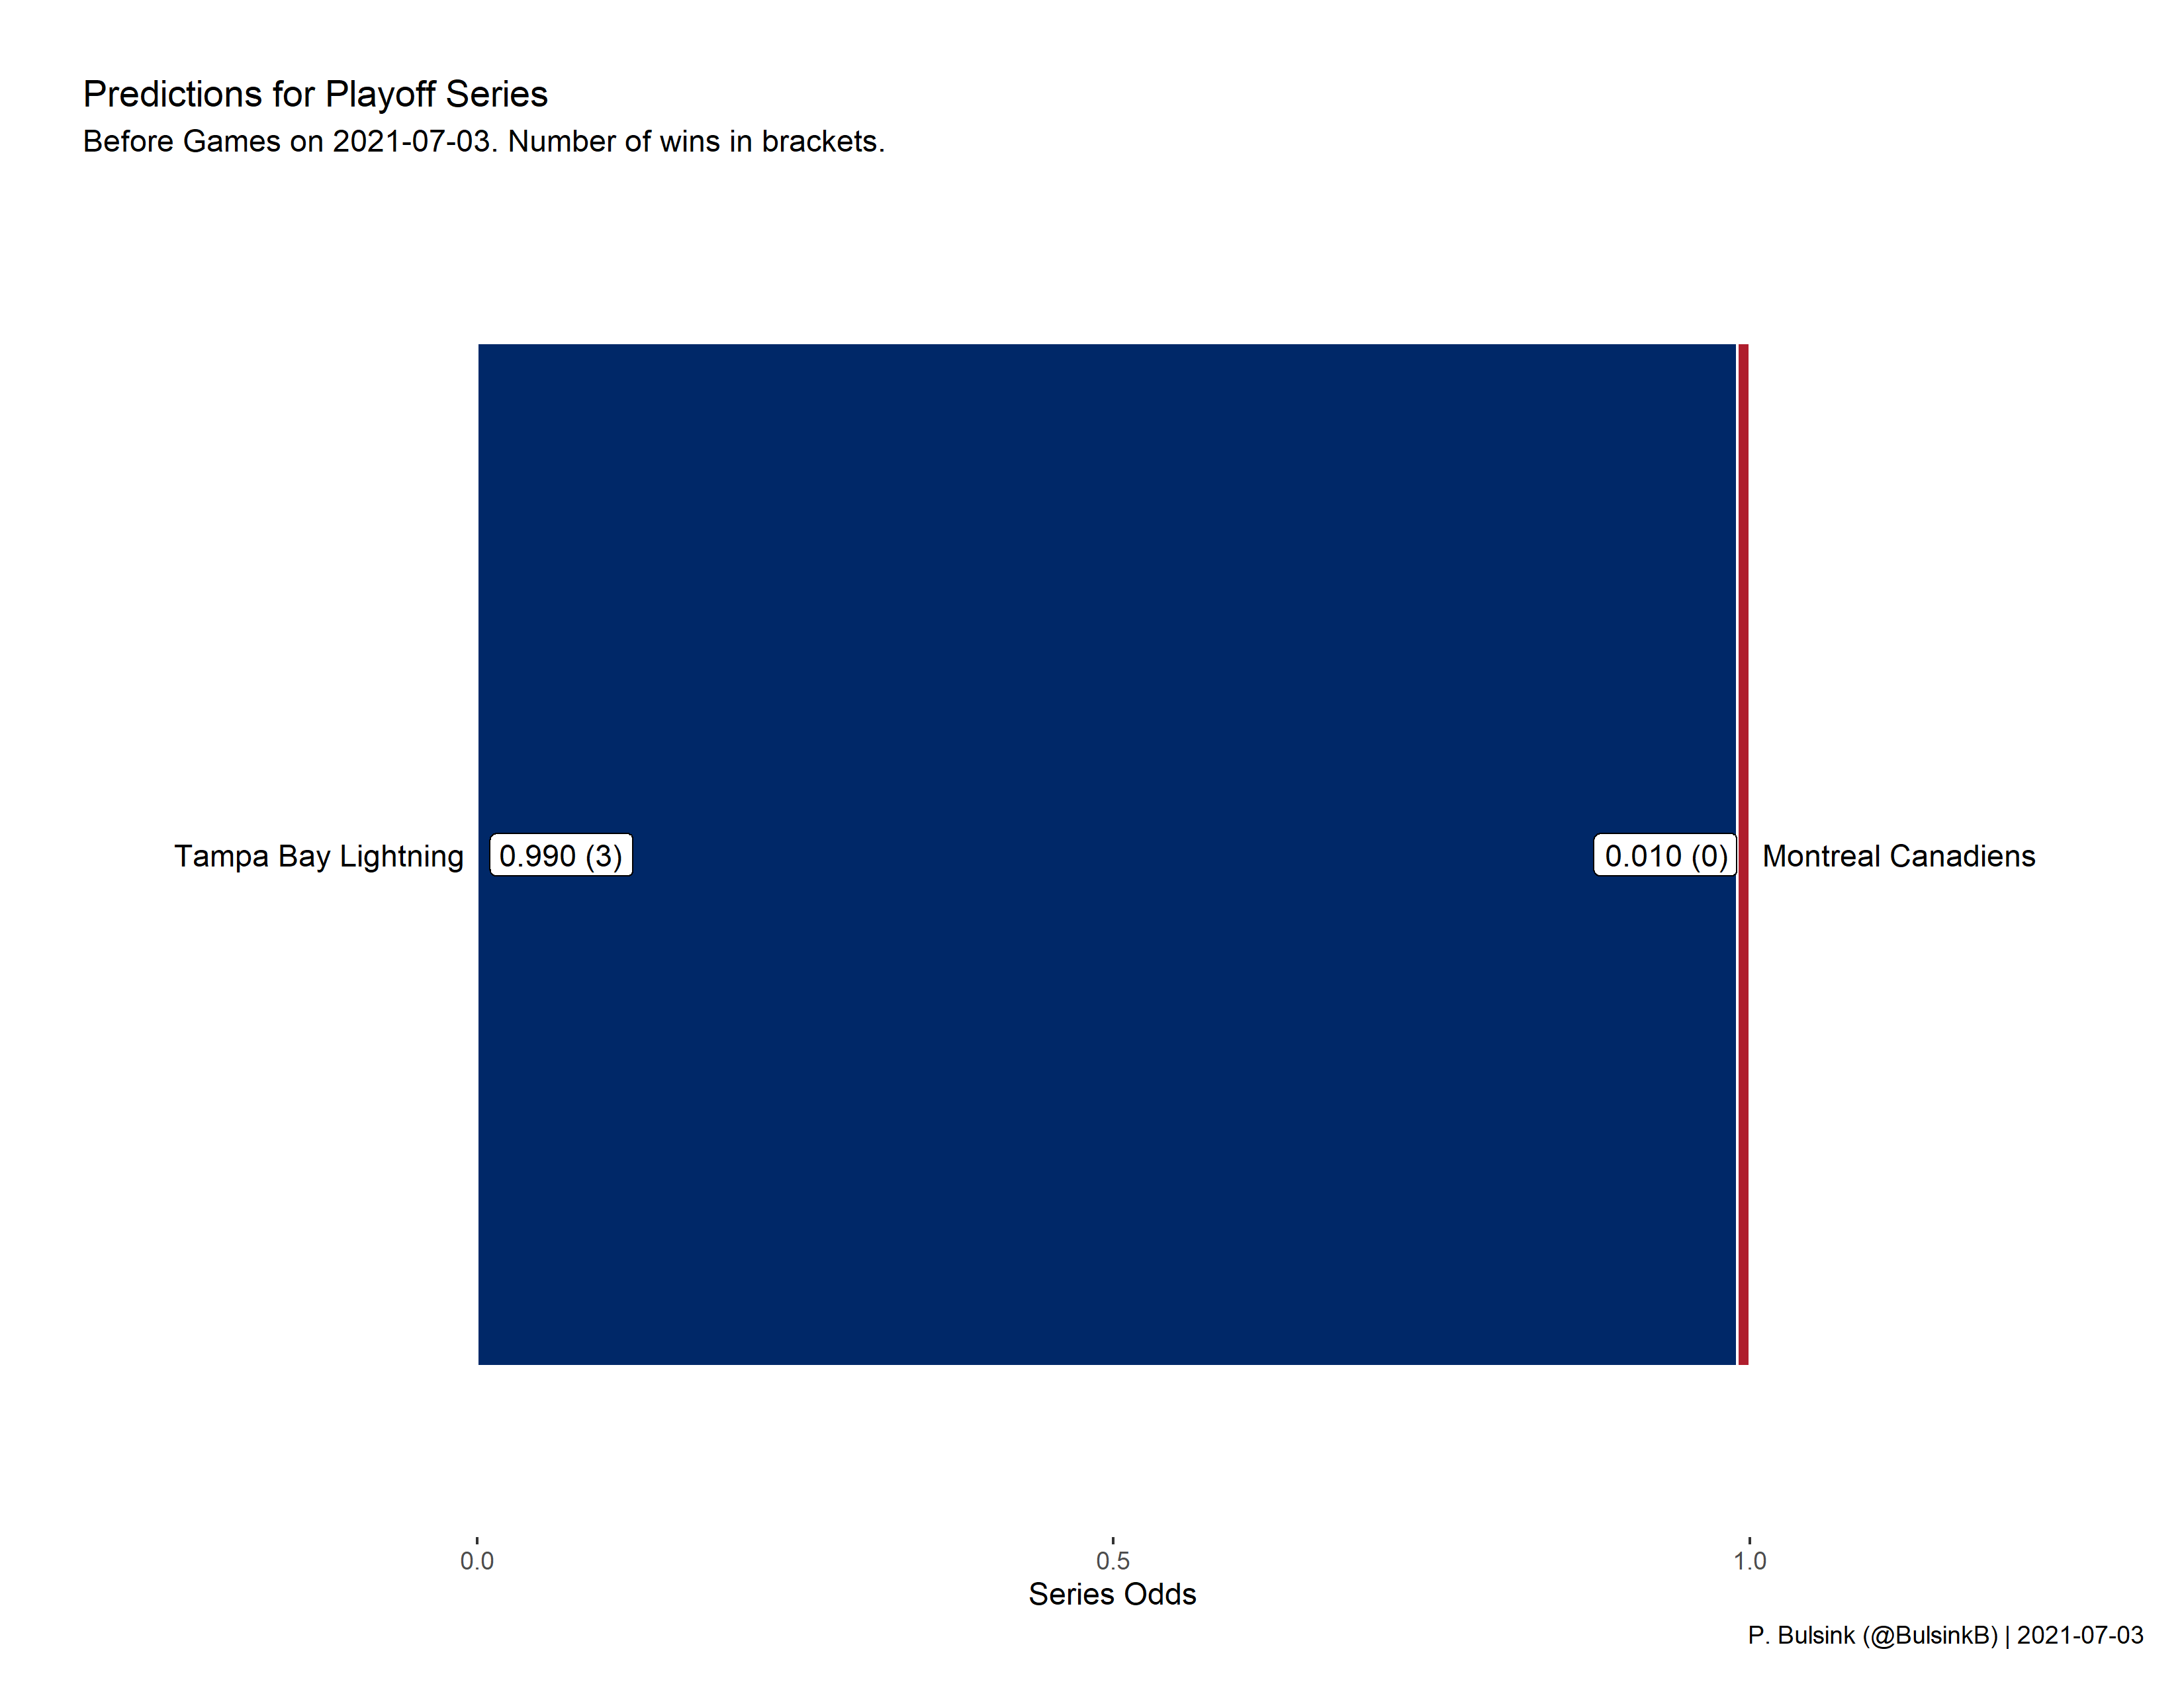 Predictions for Playoff Series
Before Games on 2021-07-03. Number of wins in brackets.
Tampa Bay Lightning
0.990 (3)
0.010 (0)
Montreal Canadiens
0.0
0.5
1.0
Series Odds
P. Bulsink (@BulsinkB) | 2021-07-03